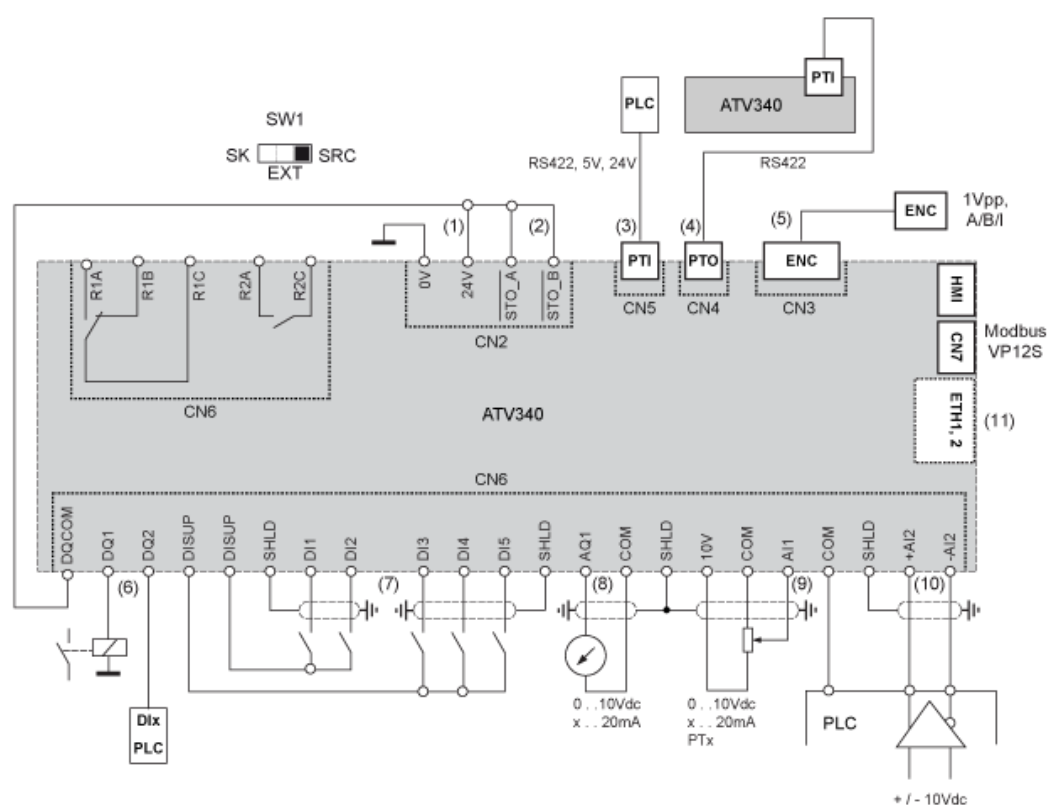 PTI
PLC
ATV340
SW1
SK
SRC
EXT
RS422, 5V, 24V
RS422
ENC
1Vpp,
A/B/I
(1)
(2)
(3)
(4)
(5)
R1A
R1B
R1C
R2A
R2C
0V
24V
STO_A
STO_B
PTI
PTO
ENC
HMI
CN5
CN4
CN3
CN2
CN7
Modbus
VP12S
CN6
ATV340
ETH1, 2
(11)
CN6
DQCOM
DQ1
DQ2
DISUP
DISUP
SHLD
DI1
DI2
DI3
DI4
DI5
SHLD
AQ1
COM
SHLD
10V
COM
AI1
COM
SHLD
+AI2
-AI2
(6)
(7)
(8)
(9)
(10)
DIx
PLC
0 . . 10Vdc
x . . 20mA
0 . . 10Vdc
x . . 20mA
PTx
PLC
+ / - 10Vdc